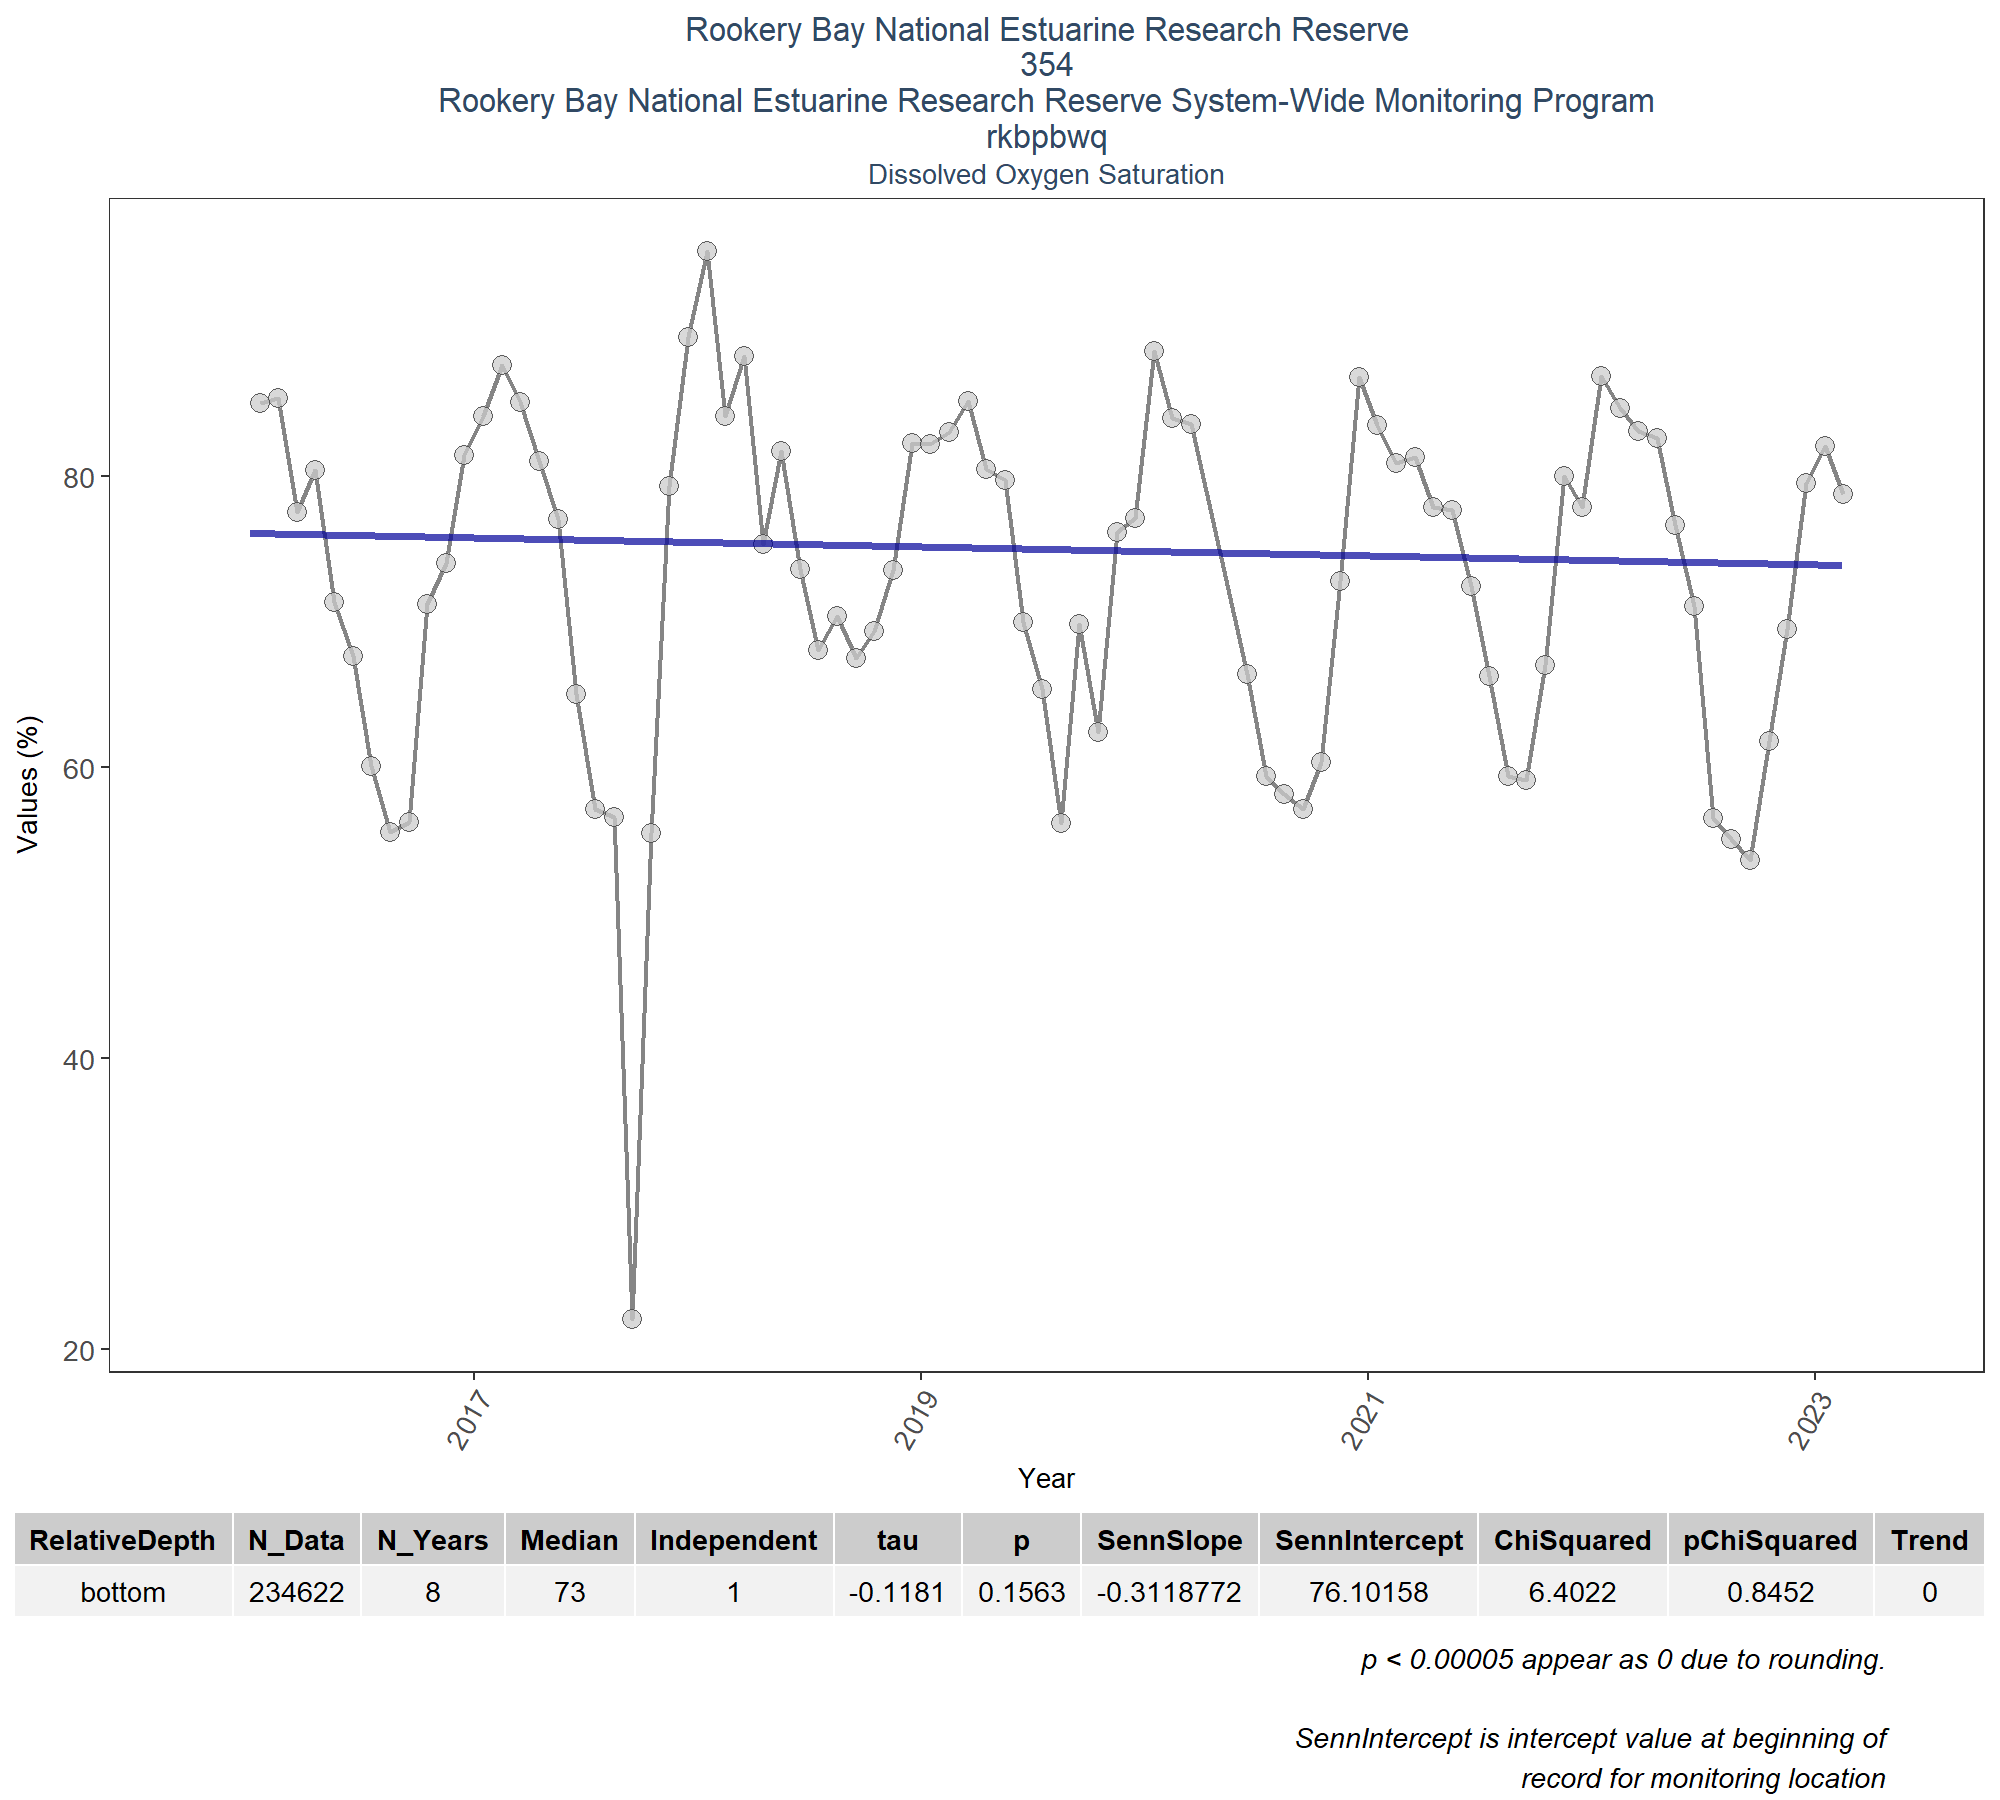 Rookery Bay National Estuarine Research Reserve
354
Rookery Bay National Estuarine Research Reserve System-Wide Monitoring Program
rkbpbwq
Dissolved Oxygen Saturation
Values (%)
80
60
40
20
2017
2019
2021
2023
Year
RelativeDepth N_Data N_Years Median Independent tau p SennSlope SennIntercept ChiSquared pChiSquared Trend
bottom 234622 8 73 1 -0.1181 0.1563 -0.3118772 76.10158 6.4022 0.8452 0
p < 0.00005 appear as 0 due to rounding.
SennIntercept is intercept value at beginning of
record for monitoring location